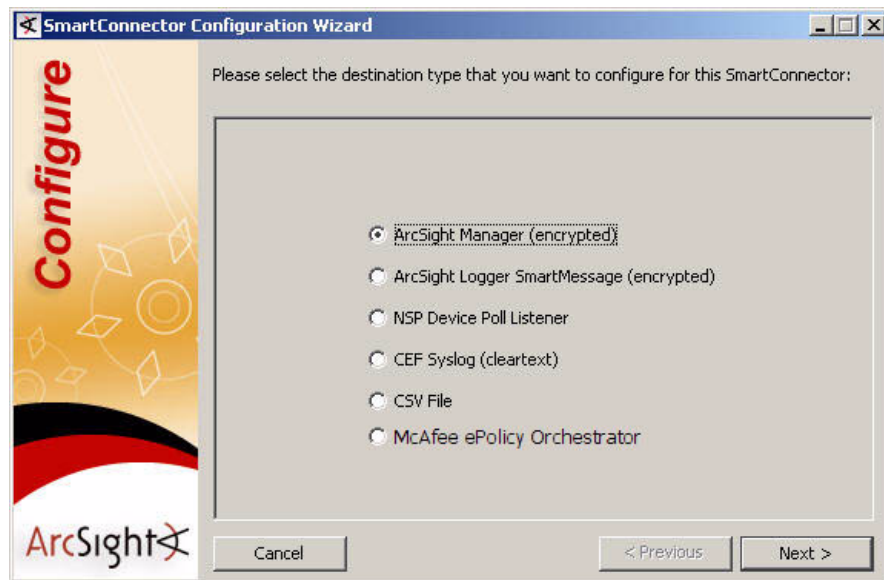 SmartConnector Configuration Wizard
Configure
Please select the destination type that you want to configure for this SmartConnector:
ArcSight Manager (encrypted)
ArcSight Logger SmartMessage (encrypted)
NSP Device Poll Listener
CEF Syslog (cleartext)
CSV File
McAfee ePolicy Orchestrator
ArcSight
Cancel
< Previous
Next >